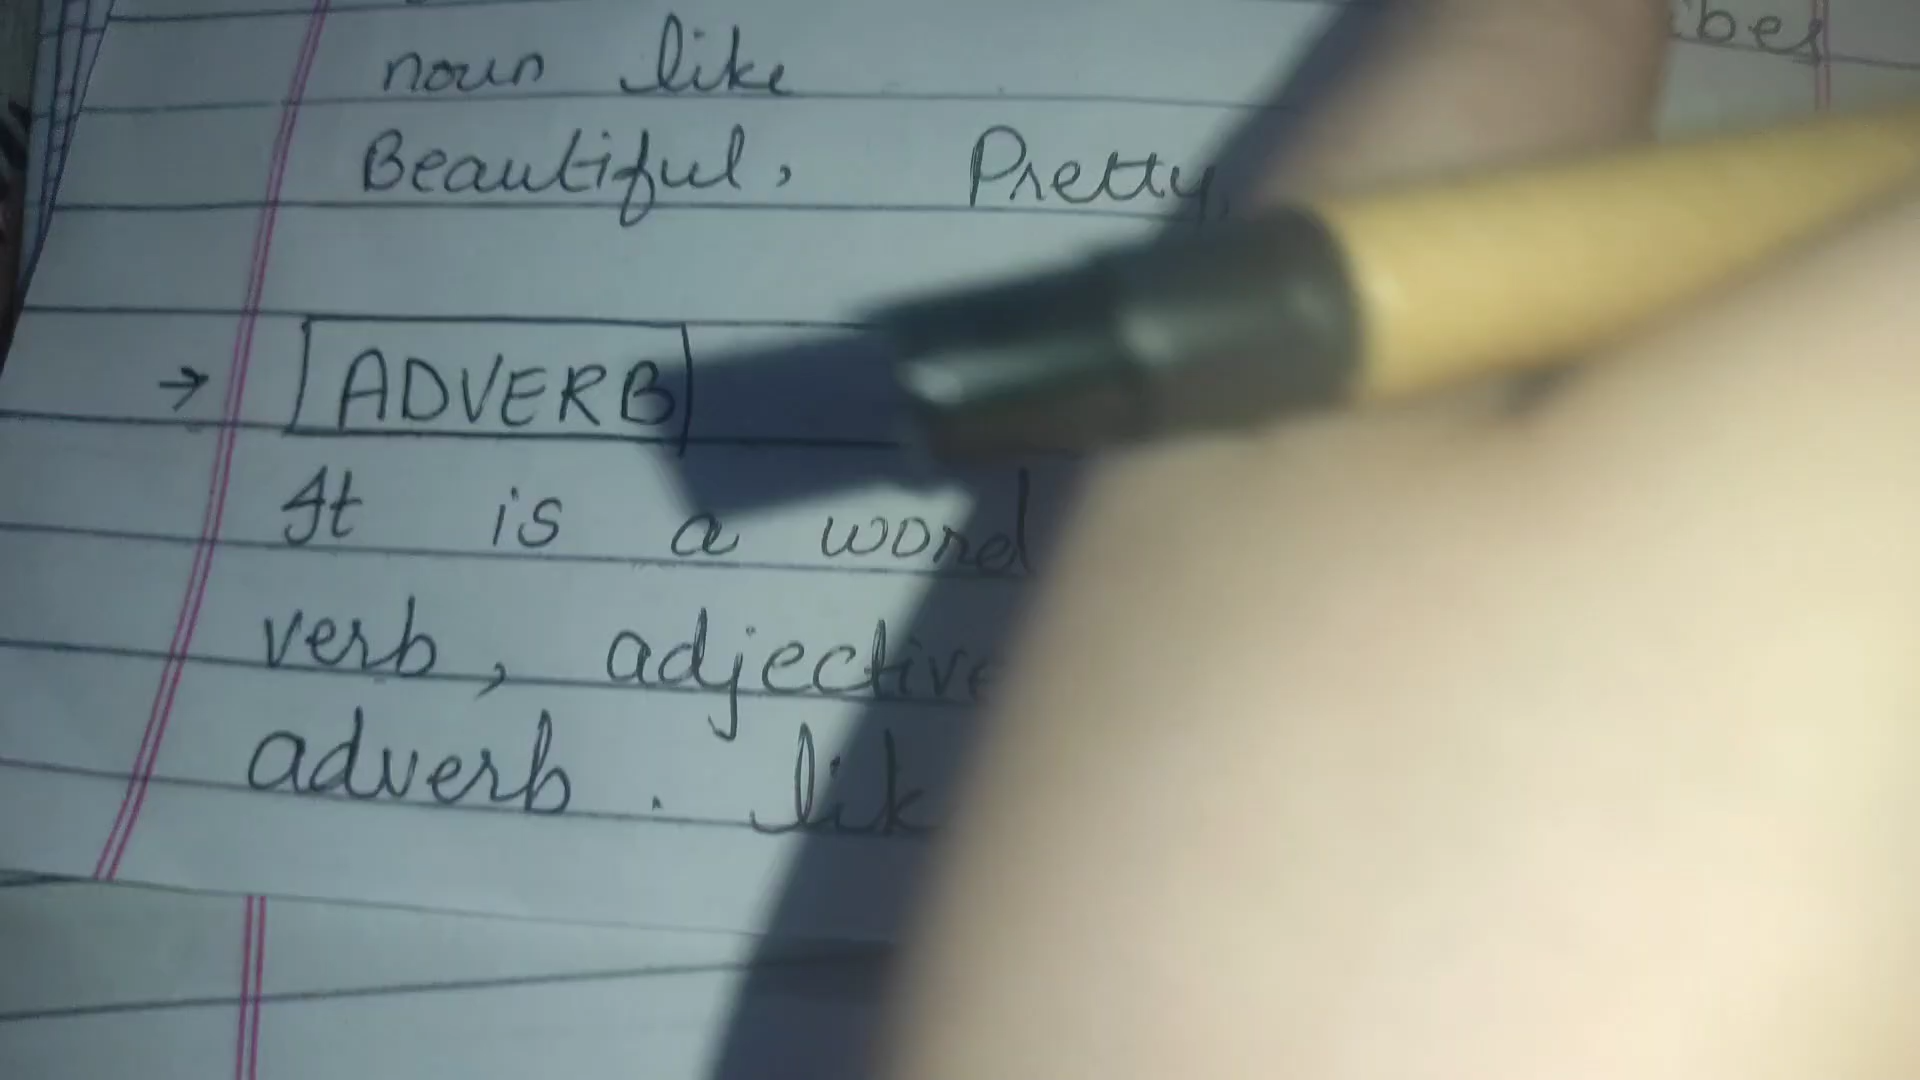 noun like
Beautiful, Pretty,
→ ADVERB
It is a word
verb, adjective
adverb. lik